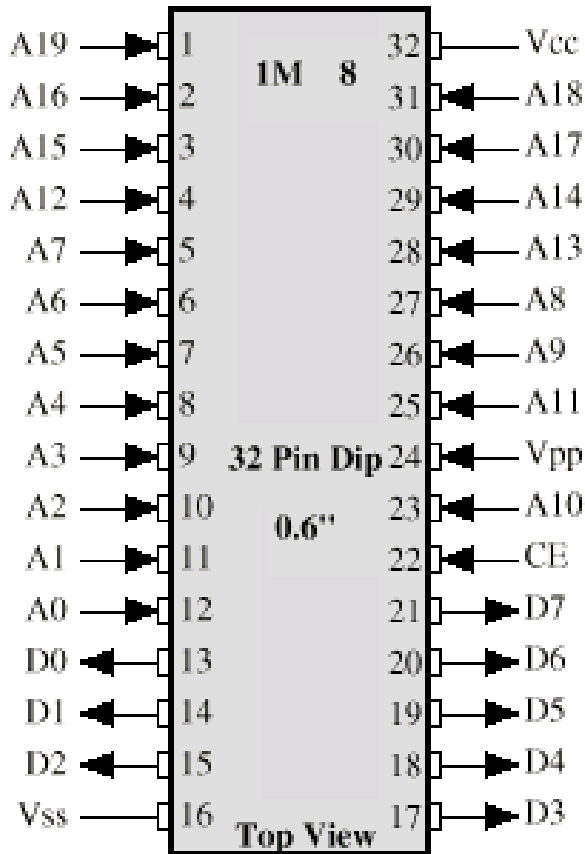 A19 1 32 Vcc
1M 8
A16 2 31 A18
A15 3 30 A17
A12 4 29 A14
A7 5 28 A13
A6 6 27 A8
A5 7 26 A9
A4 8 25 A11
A3 9 32 Pin Dip 24 Vpp
A2 10 23 A10
0.6"
A1 11 22 CE
A0 12 21 D7
D0 13 20 D6
D1 14 19 D5
D2 15 18 D4
Vss 16 17 D3
Top View